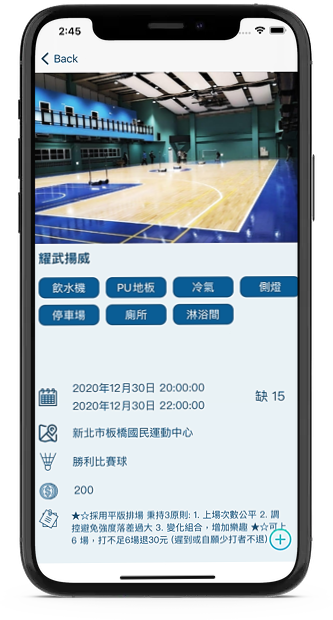 2:45
Back
耀武揚威
飲水機 PU地板 冷氣 側燈
停車場 廁所 淋浴間
2020年12月30日 20:00:00
缺 15
2020年12月30日 22:00:00
新北市板橋國民運動中心
勝利比賽球
200
★☆採用平版排場 秉持3原則: 1. 上場次數公平 2. 調
控避免強度落差過大 3. 變化組合，增加樂趣 ★☆可上
6 場，打不足6場退30元 (遲到或自願少打者不退)